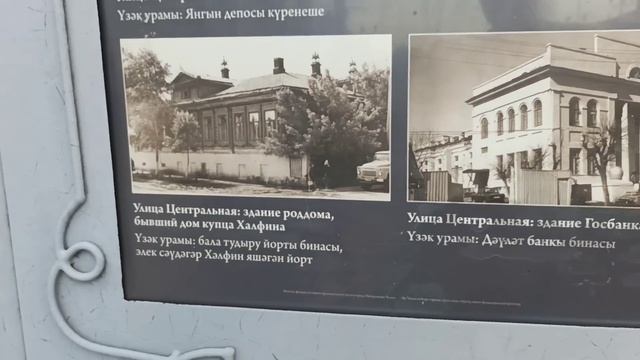 Үзәк урамы: Янгын депосы күренеше
Улица Центральная: здание роддома,
бывший дом купца Халфина
Үзәк урамы: бала тудыру йорты бинасы,
элек сәүдәгәр Хәлфин яшәгән йорт
Улица Центральная: здание Госбанка
Үзәк урамы: Дәүләт банкы бинасы